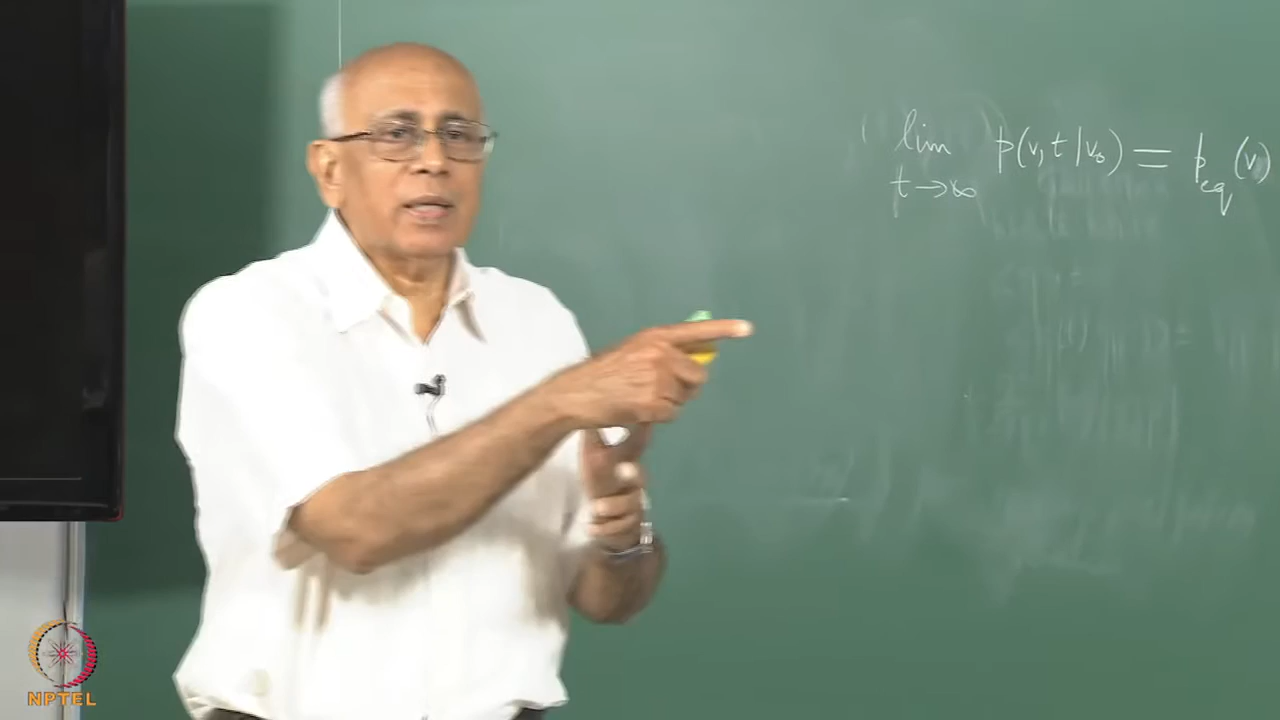 lim p(v, t | v₀) = p_eq (v)
t → ∞
NPTEL